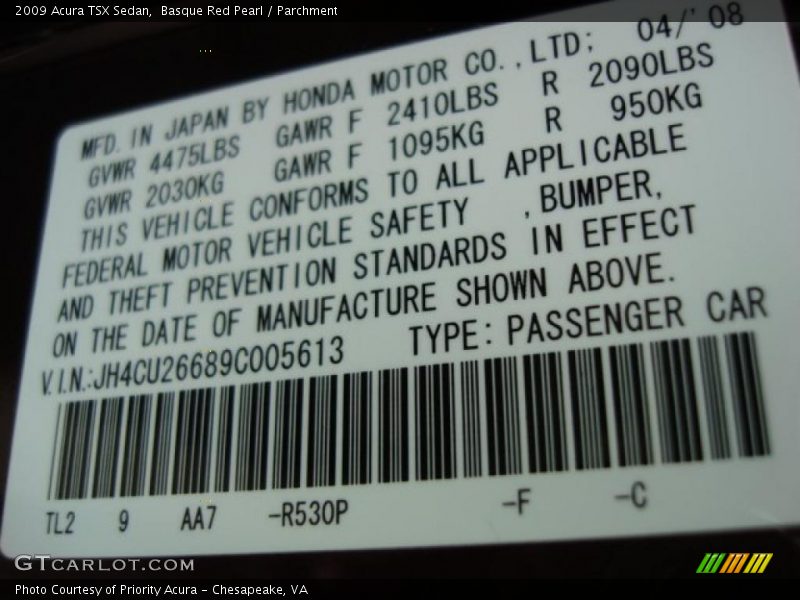 2009 Acura TSX Sedan, Basque Red Pearl / Parchment
MFD. IN JAPAN BY HONDA MOTOR CO., LTD; 04/'08
GVWR 4475LBS GAWR F 2410LBS R 2090LBS
GVWR 2030KG GAWR F 1095KG R 950KG
THIS VEHICLE CONFORMS TO ALL APPLICABLE
FEDERAL MOTOR VEHICLE SAFETY ,BUMPER,
AND THEFT PREVENTION STANDARDS IN EFFECT
ON THE DATE OF MANUFACTURE SHOWN ABOVE.
V.I.N.:JH4CU26689C005613 TYPE: PASSENGER CAR
TL2 9 AA7 -R530P -F -C
GTCARLOT.COM
Photo Courtesy of Priority Acura - Chesapeake, VA